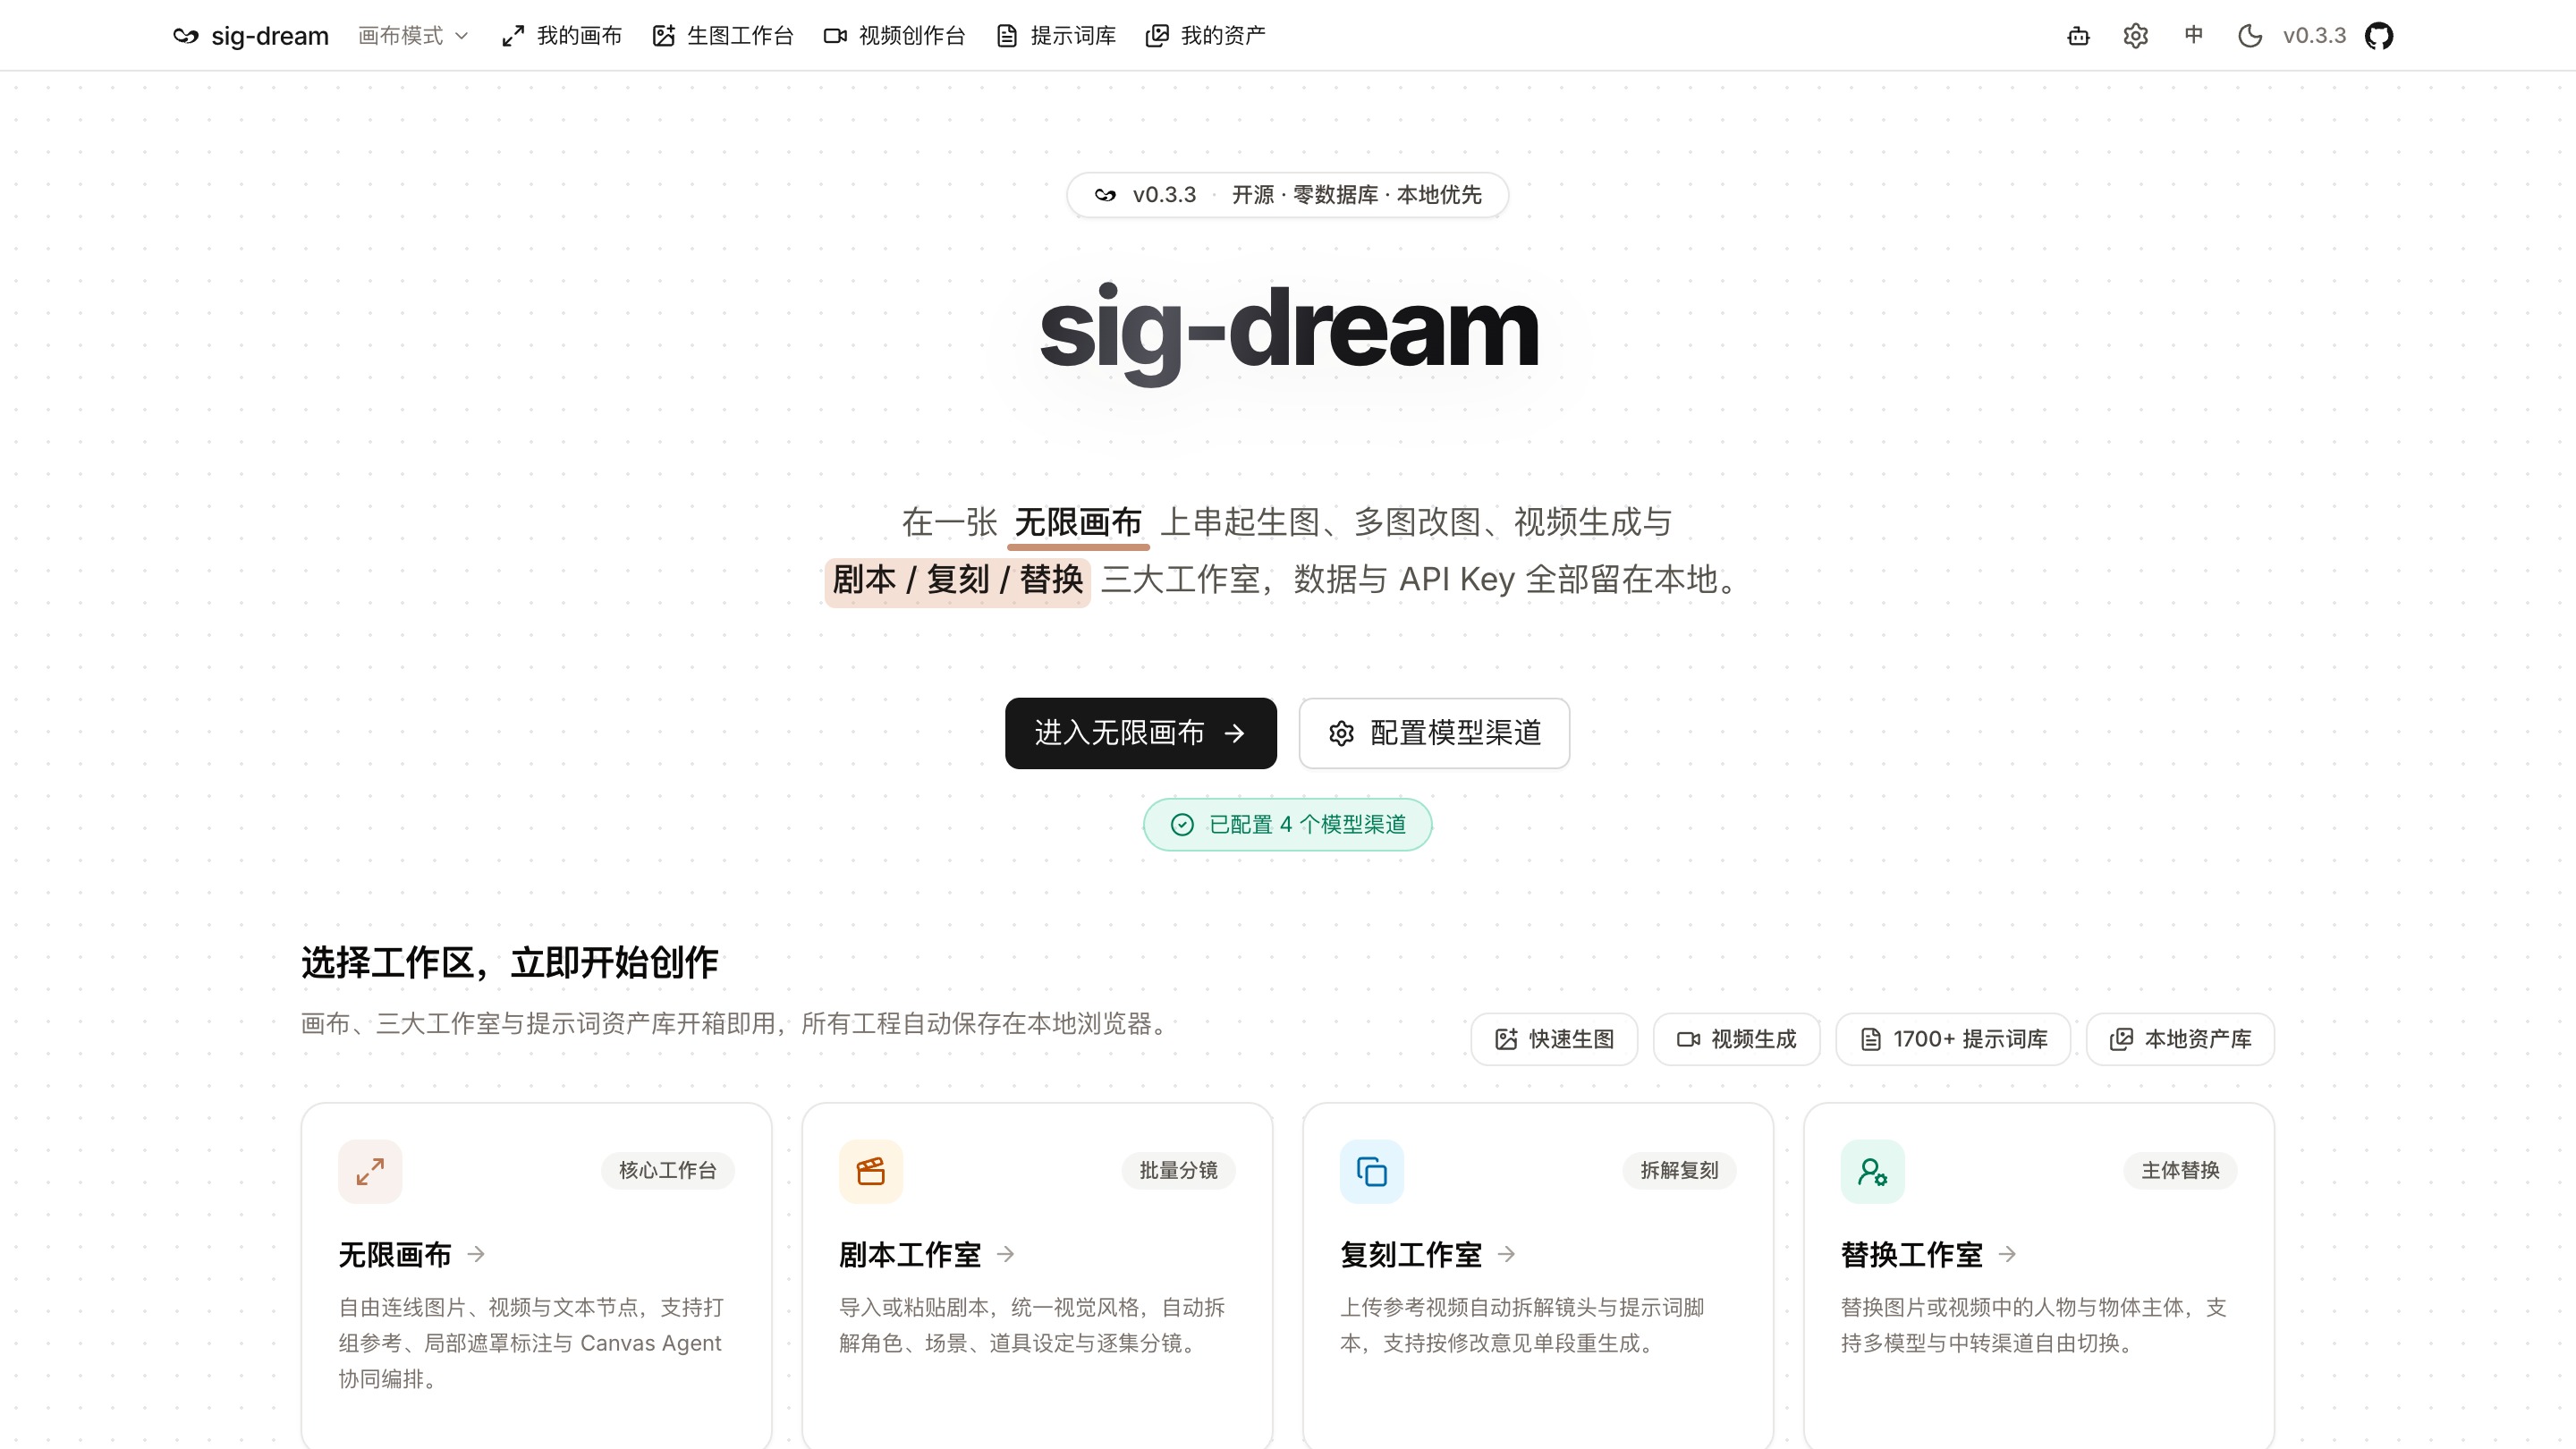 sig-dream 画布模式 我的画布 生图工作台 视频创作台 提示词库 我的资产 中 v0.3.3
v0.3.3 · 开源 · 零数据库 · 本地优先
sig-dream
在一张 无限画布 上串起生图、多图改图、视频生成与
剧本 / 复刻 / 替换 三大工作室，数据与 API Key 全部留在本地。
进入无限画布 → 配置模型渠道
已配置 4 个模型渠道
选择工作区，立即开始创作
画布、三大工作室与提示词资产库开箱即用，所有工程自动保存在本地浏览器。
快速生图 视频生成 1700+ 提示词库 本地资产库
核心工作台
无限画布 →
自由连线图片、视频与文本节点，支持打
组参考、局部遮罩标注与 Canvas Agent
协同编排。
批量分镜
剧本工作室 →
导入或粘贴剧本，统一视觉风格，自动拆
解角色、场景、道具设定与逐集分镜。
拆解复刻
复刻工作室 →
上传参考视频自动拆解镜头与提示词脚
本，支持按修改意见单段重生成。
主体替换
替换工作室 →
替换图片或视频中的人物与物体主体，支
持多模型与中转渠道自由切换。